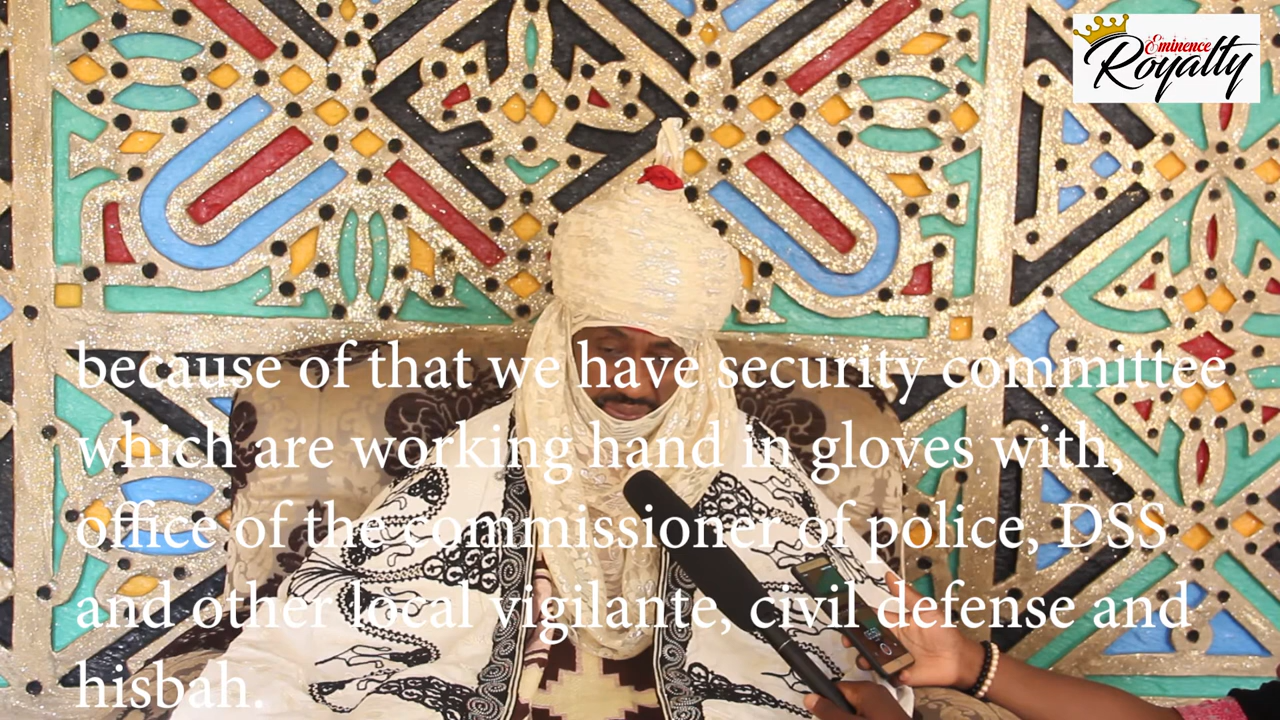 Eminence
Royalty
because of that we have security committee
which are working hand in gloves with,
office of the commissioner of police, DSS
and other local vigilante, civil defense and
hisbah.